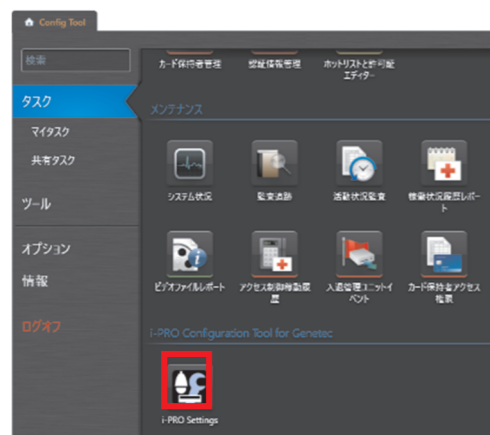 Config Tool
検索
カード保持者管理
認証情報管理
ホットリストと許可証
エディター
タスク
メンテナンス
マイタスク
共有タスク
システム状況
監査追跡
活動状況監査
稼働状況履歴レポー
ト
ツール
オプション
ビデオファイルレポート
アクセス制御稼動履
歴
入退管理ユニットイ
ベント
カード保持者アクセス
権限
情報
ログオフ
i-PRO Configuration Tool for Genetec
i-PRO Settings